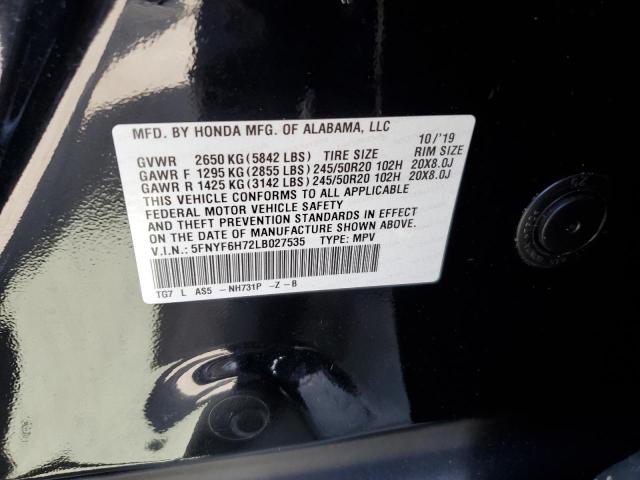 MFD. BY HONDA MFG. OF ALABAMA, LLC 10/'19
GVWR 2650 KG (5842 LBS) TIRE SIZE RIM SIZE
GAWR F 1295 KG (2855 LBS) 245/50R20 102H 20X8.0J
GAWR R 1425 KG (3142 LBS) 245/50R20 102H 20X8.0J
THIS VEHICLE CONFORMS TO ALL APPLICABLE
FEDERAL MOTOR VEHICLE SAFETY
AND THEFT PREVENTION STANDARDS IN EFFECT
ON THE DATE OF MANUFACTURE SHOWN ABOVE.
V.I.N.: 5FNYF6H72LB027535 TYPE: MPV
TG7 L AS5 -NH731P -Z -B